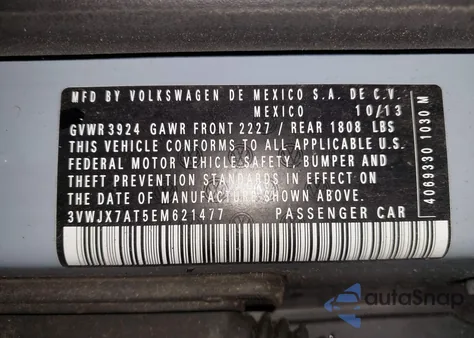 MFD BY VOLKSWAGEN DE MEXICO S.A. DE C.V.
MEXICO 10/13
GVWR 3924 GAWR FRONT 2227 / REAR 1808 LBS
THIS VEHICLE CONFORMS TO ALL APPLICABLE U.S.
FEDERAL MOTOR VEHICLE SAFETY, BUMPER AND
THEFT PREVENTION STANDARDS IN EFFECT ON
THE DATE OF MANUFACTURE SHOWN ABOVE.
3VWJX7AT5EM621477 PASSENGER CAR
4069330 1030 M
autoSnap